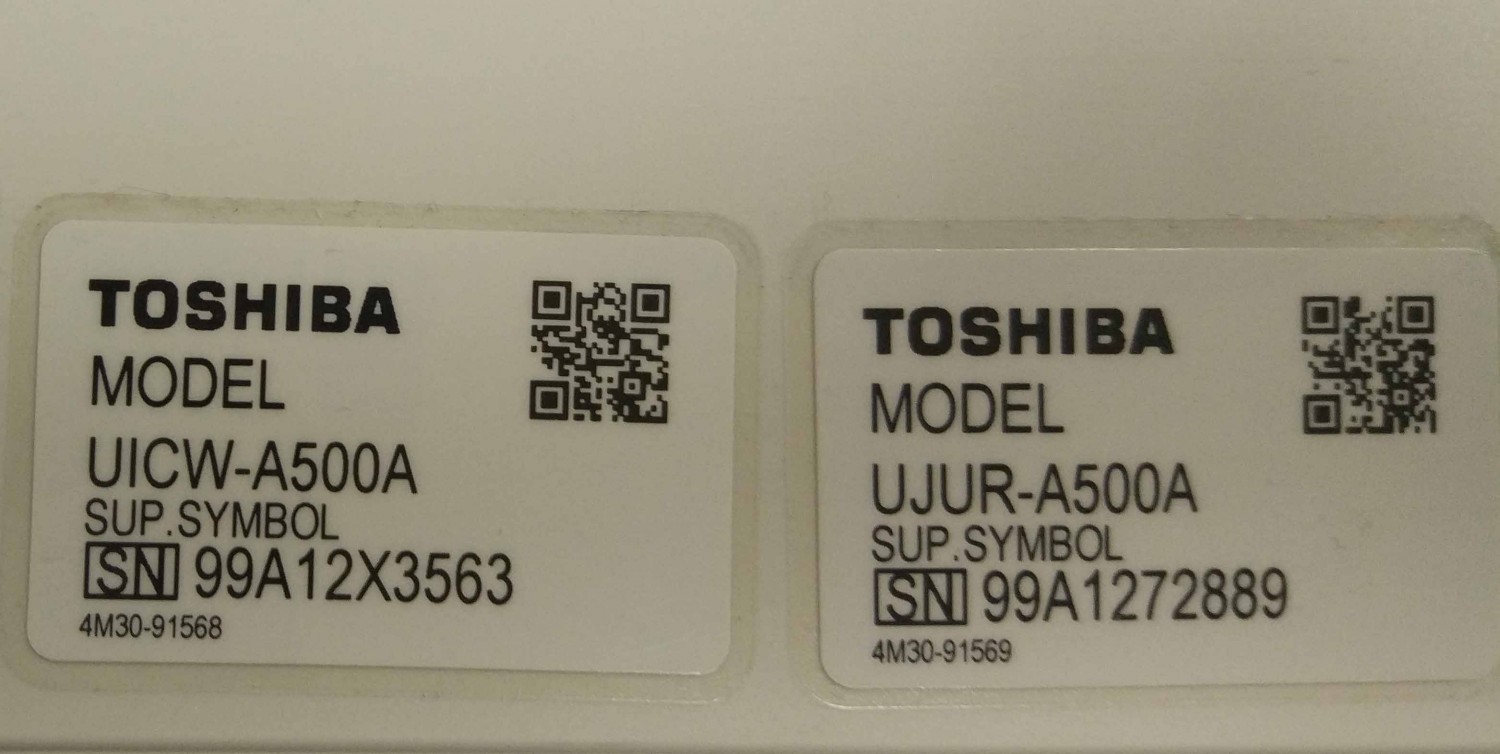 TOSHIBA
MODEL
UICW-A500A
SUP.SYMBOL
SN 99A12X3563
4M30-91568
TOSHIBA
MODEL
UJUR-A500A
SUP.SYMBOL
SN 99A1272889
4M30-91569